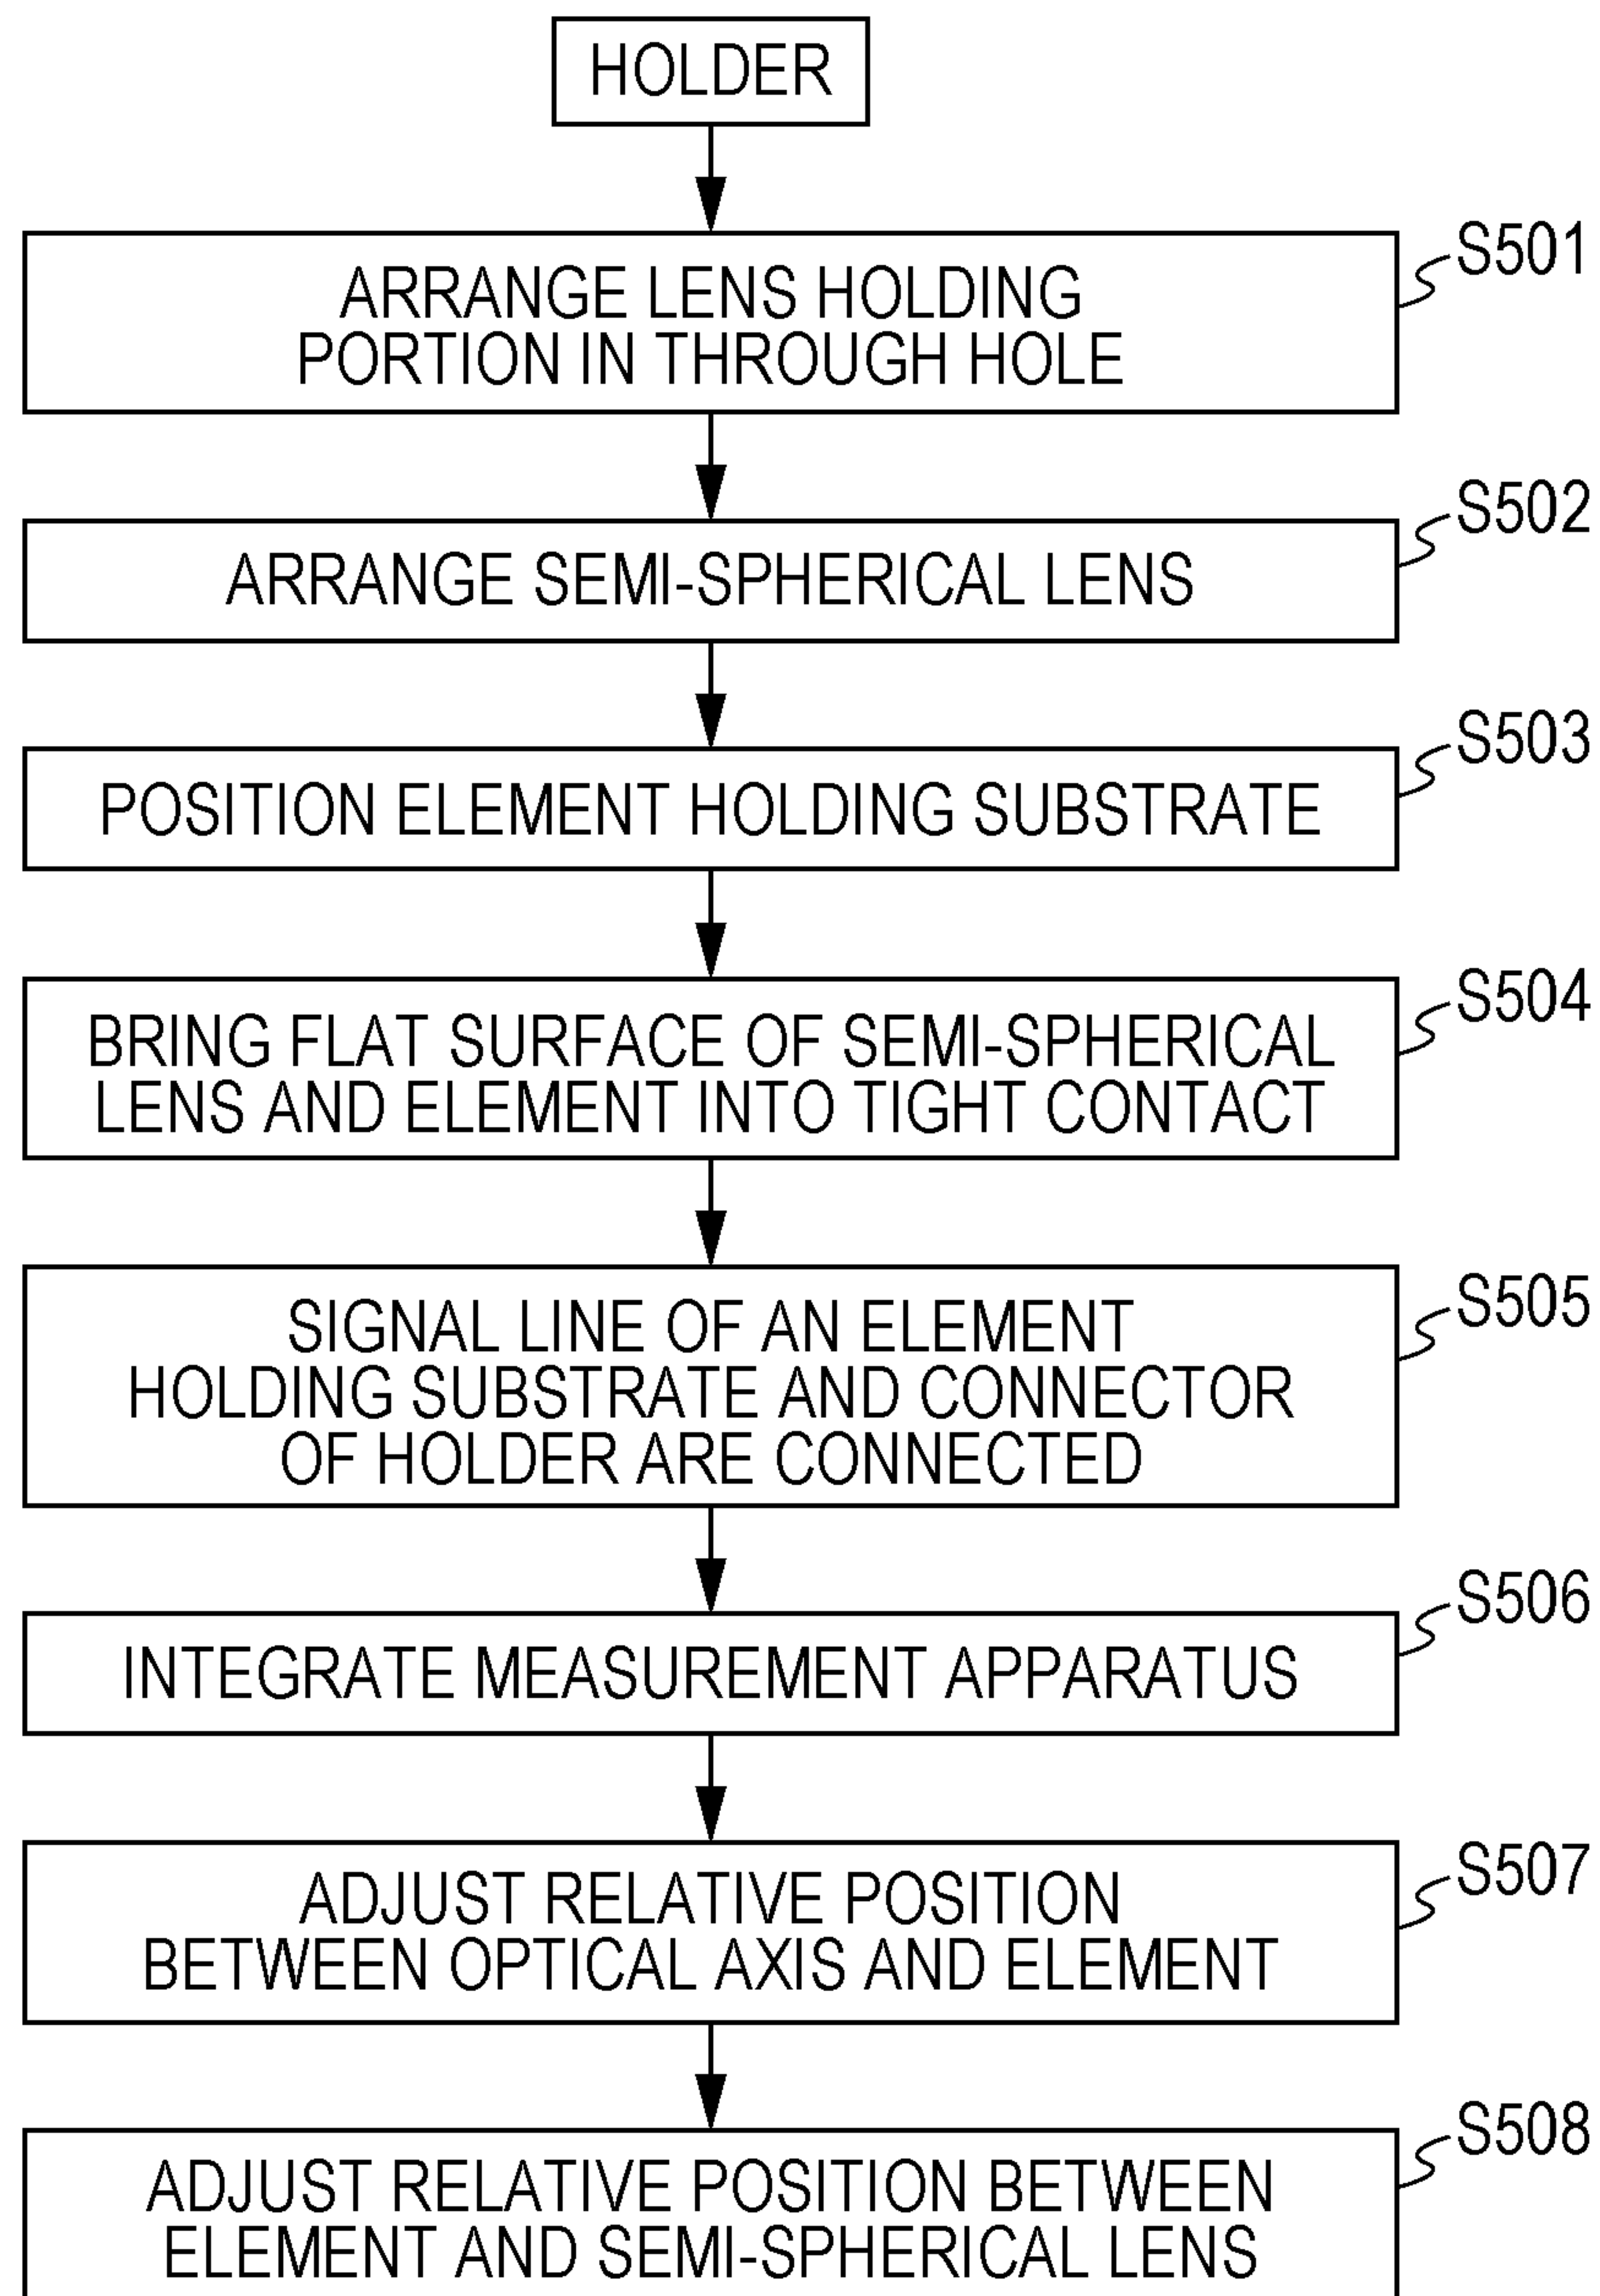 HOLDER
S501
ARRANGE LENS HOLDING
PORTION IN THROUGH HOLE
S502
ARRANGE SEMI-SPHERICAL LENS
S503
POSITION ELEMENT HOLDING SUBSTRATE
S504
BRING FLAT SURFACE OF SEMI-SPHERICAL
LENS AND ELEMENT INTO TIGHT CONTACT
S505
SIGNAL LINE OF AN ELEMENT
HOLDING SUBSTRATE AND CONNECTOR
OF HOLDER ARE CONNECTED
S506
INTEGRATE MEASUREMENT APPARATUS
S507
ADJUST RELATIVE POSITION
BETWEEN OPTICAL AXIS AND ELEMENT
S508
ADJUST RELATIVE POSITION BETWEEN
ELEMENT AND SEMI-SPHERICAL LENS